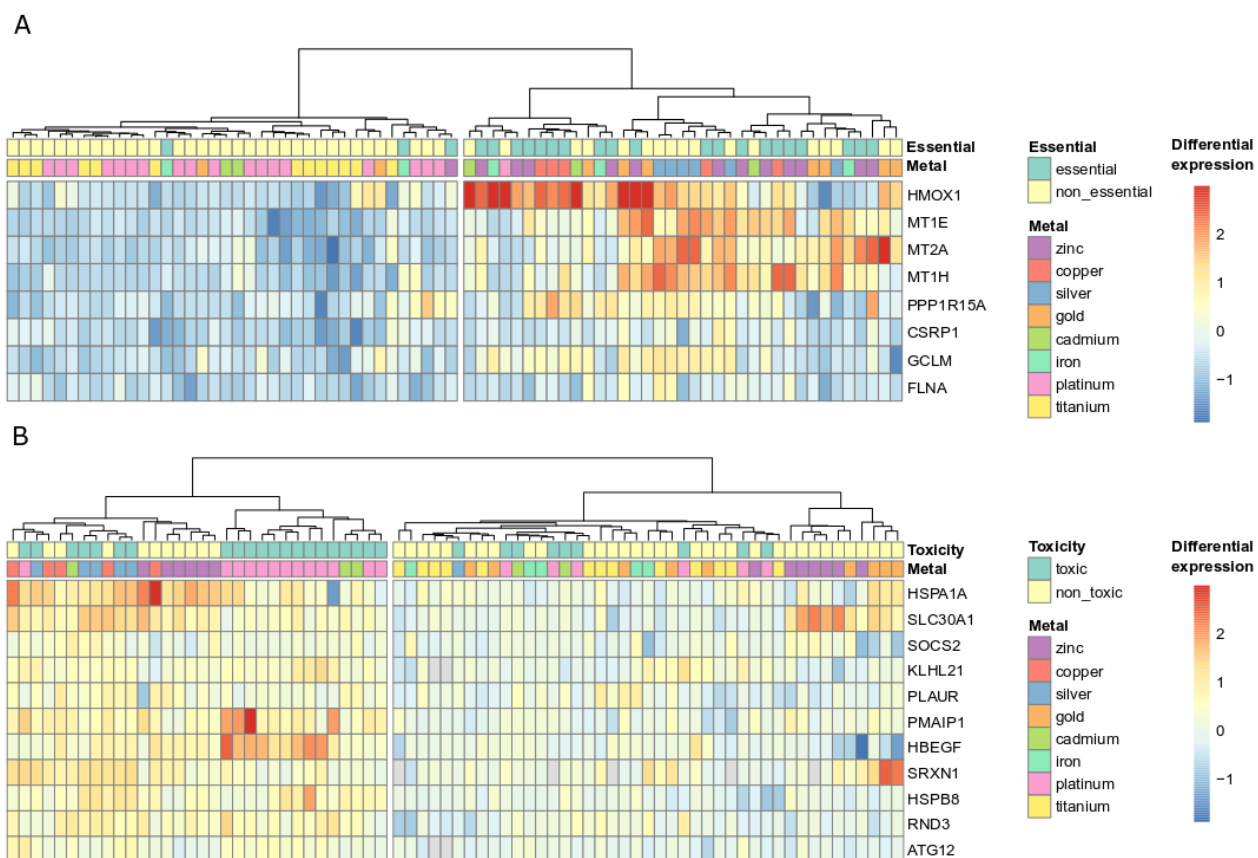 A
Essential
Metal
HMOX1
MT1E
MT2A
MT1H
PPP1R15A
CSRP1
GCLM
FLNA
Essential
essential
non_essential
Metal
zinc
copper
silver
gold
cadmium
iron
platinum
titanium
Differential
expression
2
1
0
−1
B
Toxicity
Metal
HSPA1A
SLC30A1
SOCS2
KLHL21
PLAUR
PMAIP1
HBEGF
SRXN1
HSPB8
RND3
ATG12
Toxicity
toxic
non_toxic
Metal
zinc
copper
silver
gold
cadmium
iron
platinum
titanium
Differential
expression
2
1
0
−1